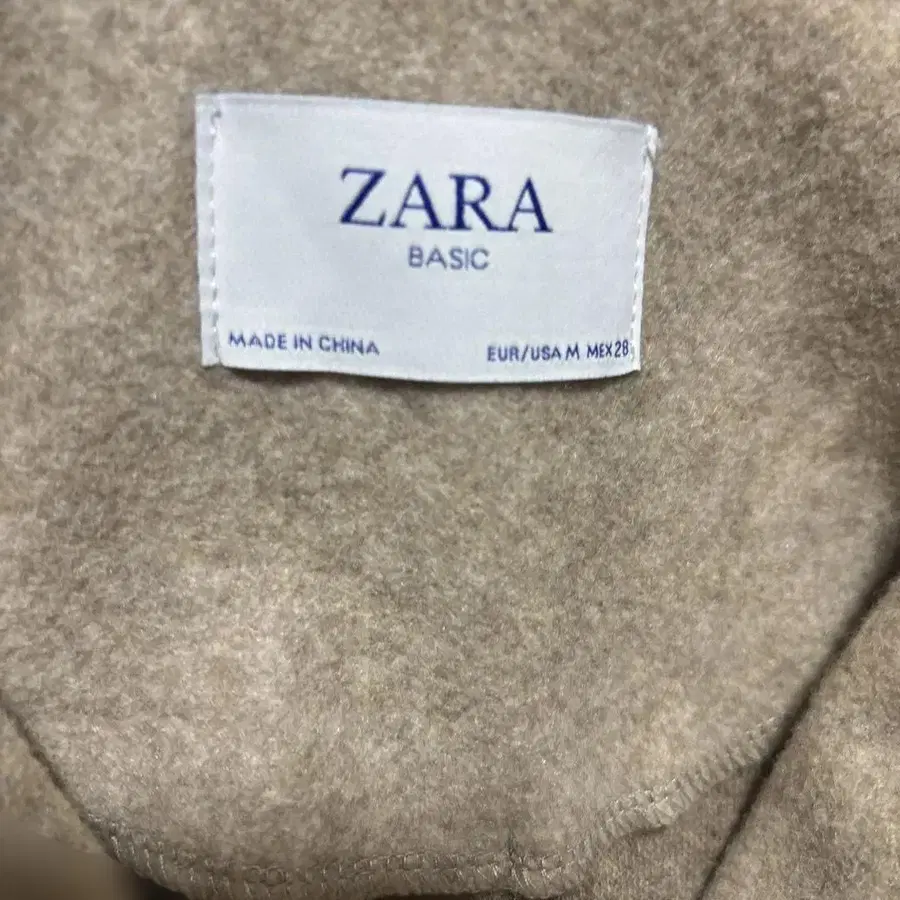 ZARA
BASIC
MADE IN CHINA
EUR/USA M MEX 28